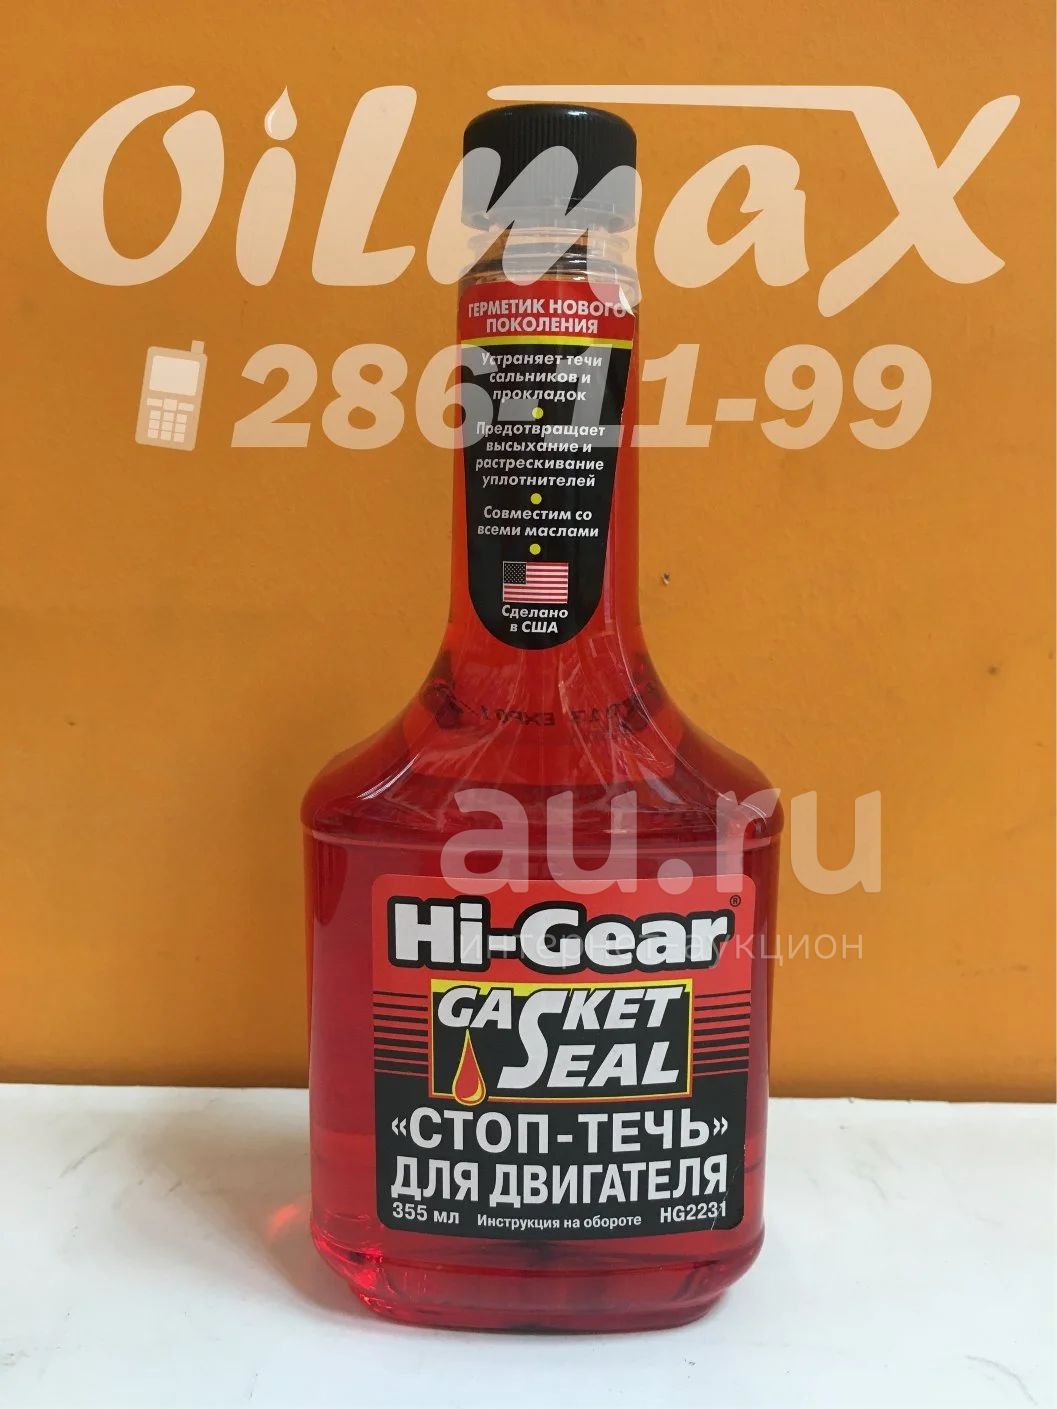 OiLmaX
286-11-99
ГЕРМЕТИК НОВОГО
ПОКОЛЕНИЯ
Устраняет течи
сальников и
прокладок
Предотвращает
высыхание и
растрескивание
уплотнителей
Совместим со
всеми маслами
Сделано
в США
au.ru
интернет-аукцион
Hi-Gear®
GASKET
SEAL
«СТОП-ТЕЧЬ»
ДЛЯ ДВИГАТЕЛЯ
355 мл Инструкция на обороте HG2231